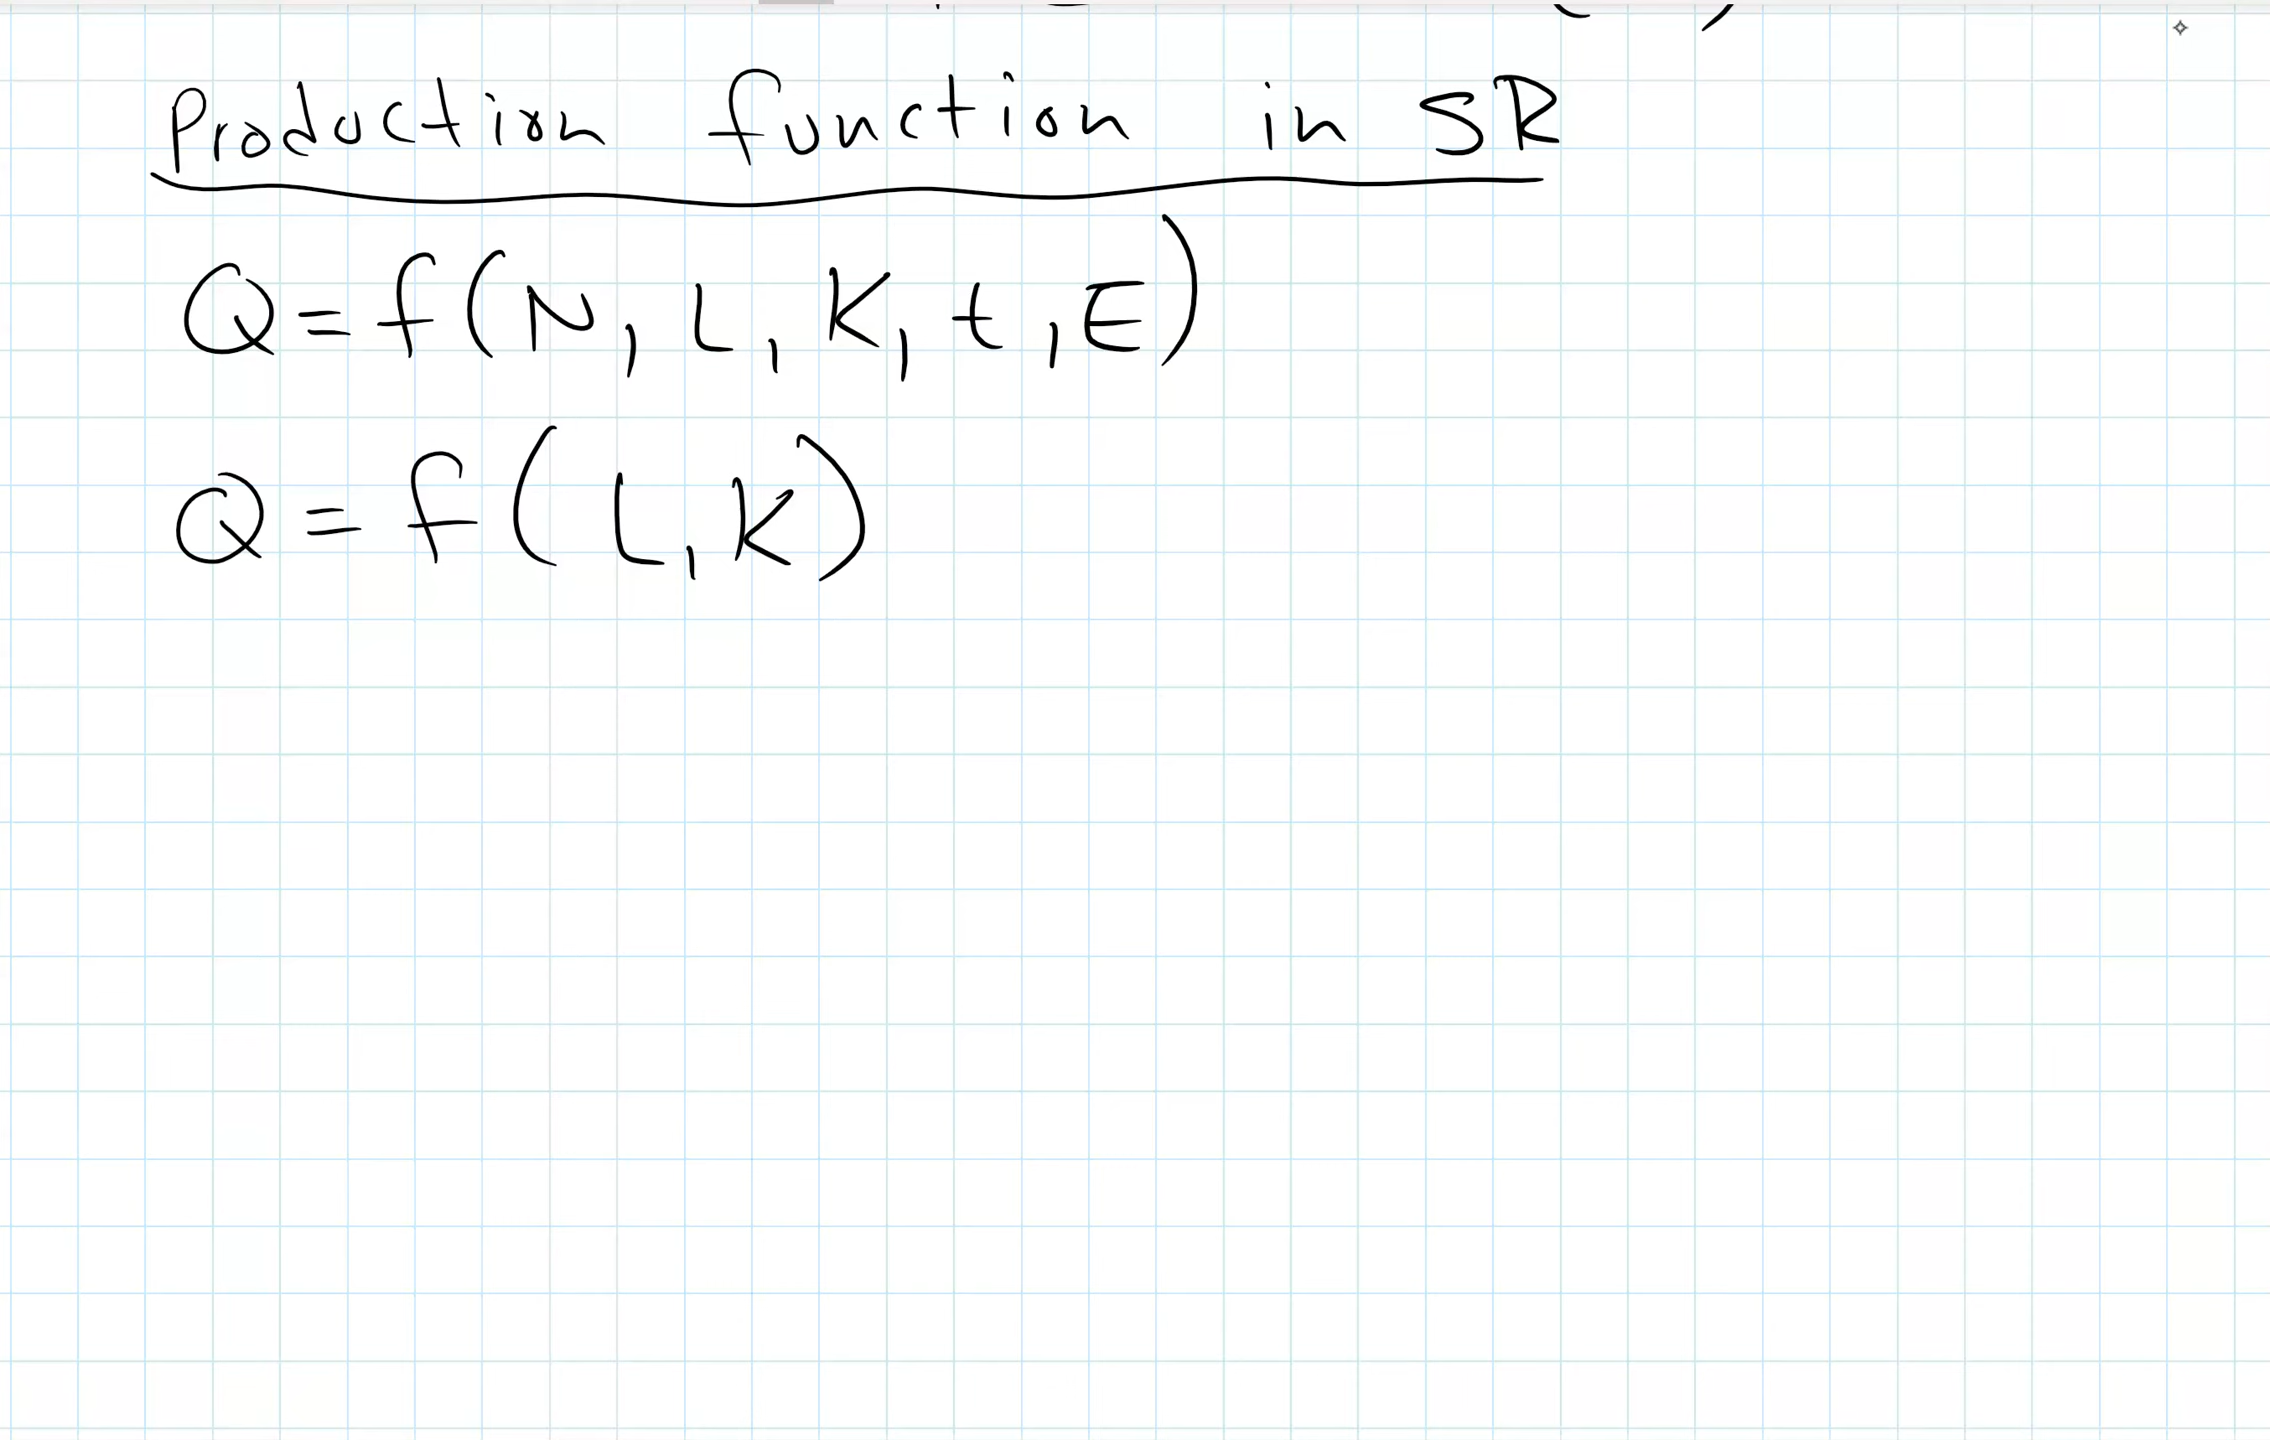 Production function in SR
Q = f(N, L, K, t, E)
Q = f(L, K)